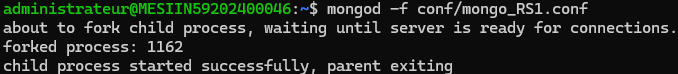 administrateur@MESIIN59202400046:~$ mongod -f conf/mongo_RS1.conf
about to fork child process, waiting until server is ready for connections.
forked process: 1162
child process started successfully, parent exiting